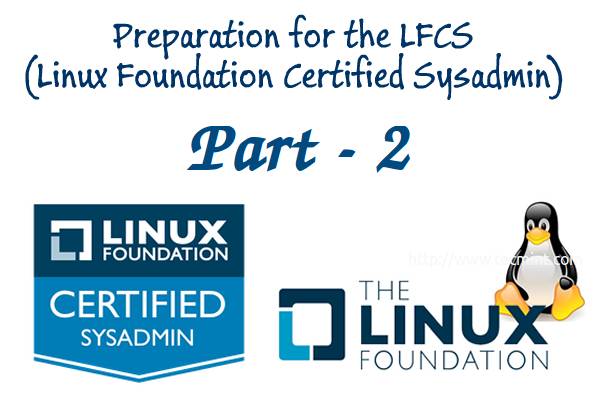 Preparation for the LFCS
(Linux Foundation Certified Sysadmin)
Part - 2
LINUX
FOUNDATION
CERTIFIED
SYSADMIN
THE
LINUX
FOUNDATION